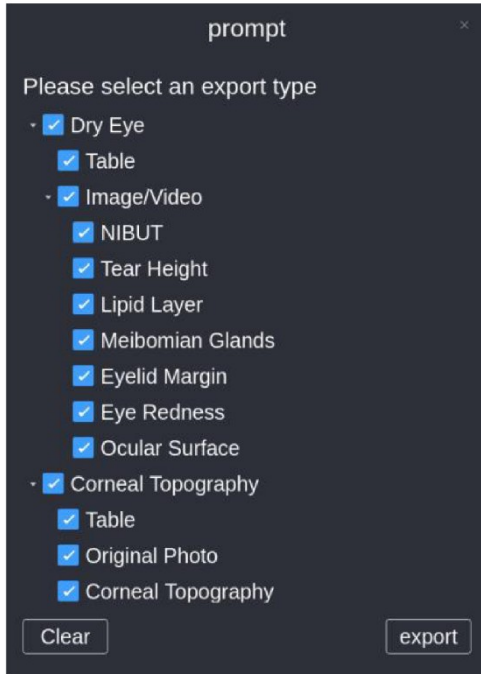 prompt
Please select an export type
Dry Eye
Table
Image/Video
NIBUT
Tear Height
Lipid Layer
Meibomian Glands
Eyelid Margin
Eye Redness
Ocular Surface
Corneal Topography
Table
Original Photo
Corneal Topography
Clear export